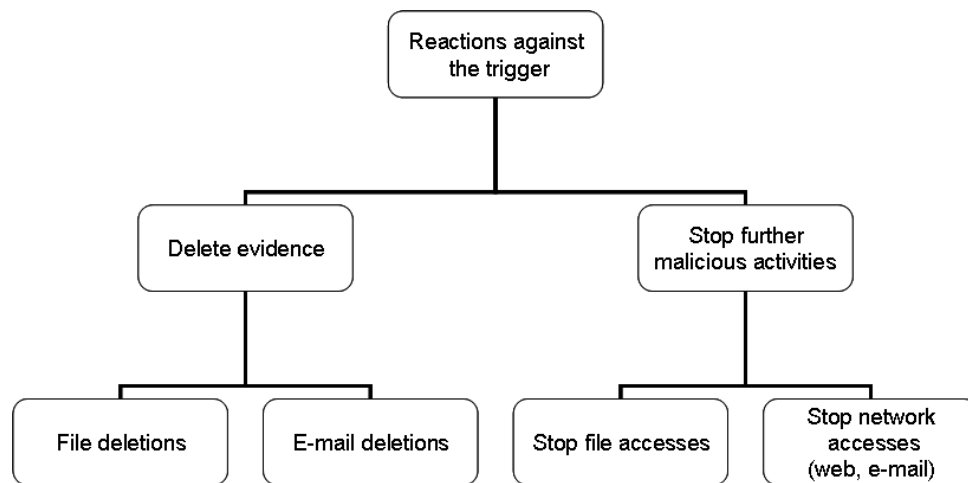 Reactions against
the trigger
Delete evidence
Stop further
malicious activities
File deletions
E-mail deletions
Stop file accesses
Stop network
accesses
(web, e-mail)